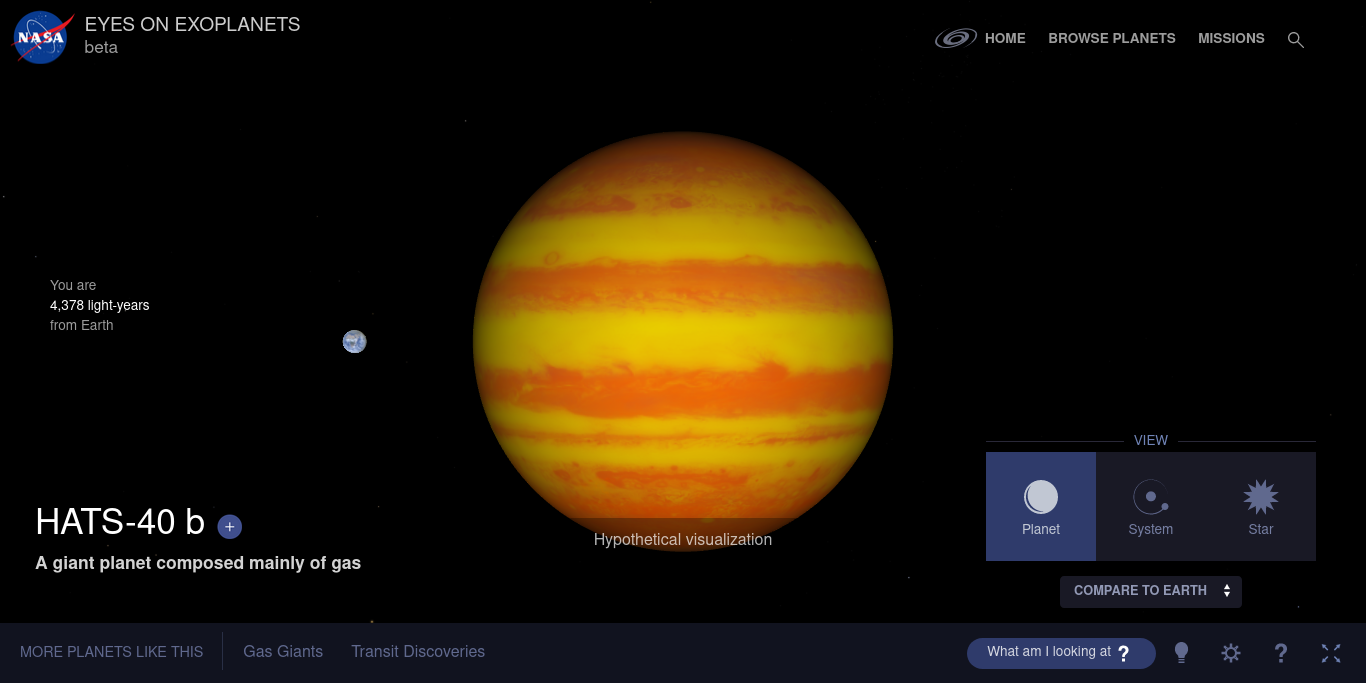 NASA
EYES ON EXOPLANETS
beta
HOME
BROWSE PLANETS
MISSIONS
You are
4,378 light-years
from Earth
HATS-40 b +
A giant planet composed mainly of gas
Hypothetical visualization
VIEW
Planet
System
Star
COMPARE TO EARTH
MORE PLANETS LIKE THIS
Gas Giants
Transit Discoveries
What am I looking at ?
?